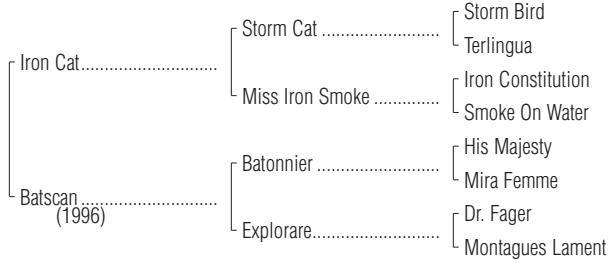 Storm Bird
Storm Cat ..............................
Terlingua
Iron Cat...................................
Iron Constitution
Miss Iron Smoke .................
Smoke On Water
His Majesty
Batonnier ...............................
Mira Femme
Batscan ...................................
(1996)
Dr. Fager
Explorare................................
Montagues Lament